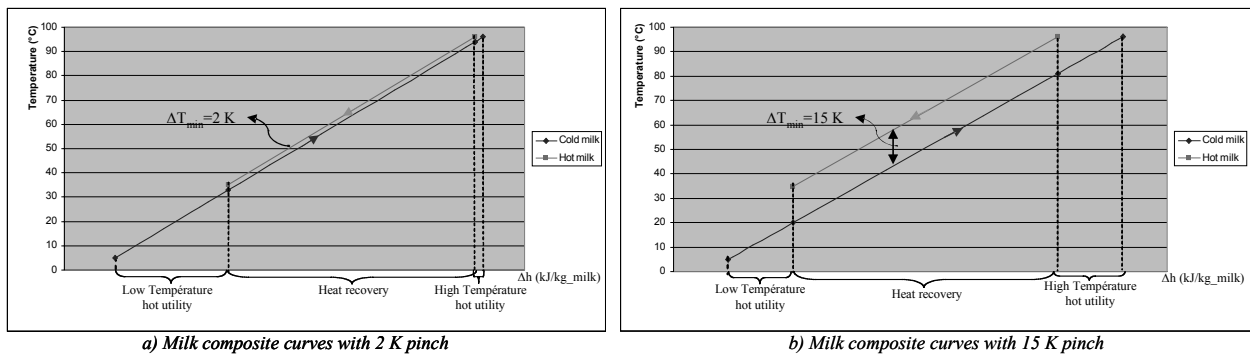 Temperature (°C)
100
90
80
70
60
50
40
30
20
10
0
ΔTmin=2 K
Cold milk
Hot milk
Δh (kJ/kg_milk)
Low Température
hot utility
Heat recovery
High Température
hot utility
a) Milk composite curves with 2 K pinch
Temperature (°C)
100
90
80
70
60
50
40
30
20
10
0
ΔTmin=15 K
Cold milk
Hot milk
Δh (kJ/kg_milk)
Low Température
hot utility
Heat recovery
High Température
hot utility
b) Milk composite curves with 15 K pinch